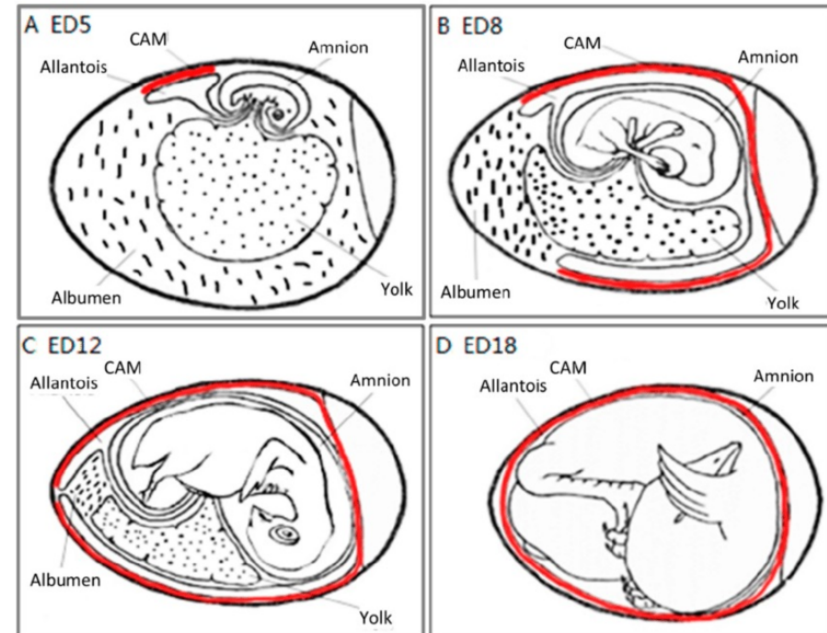 A ED5
CAM
Amnion
Allantois
Albumen
Yolk
B ED8
CAM
Amnion
Allantois
Albumen
Yolk
C ED12
CAM
Amnion
Allantois
Albumen
Yolk
D ED18
CAM
Amnion
Allantois